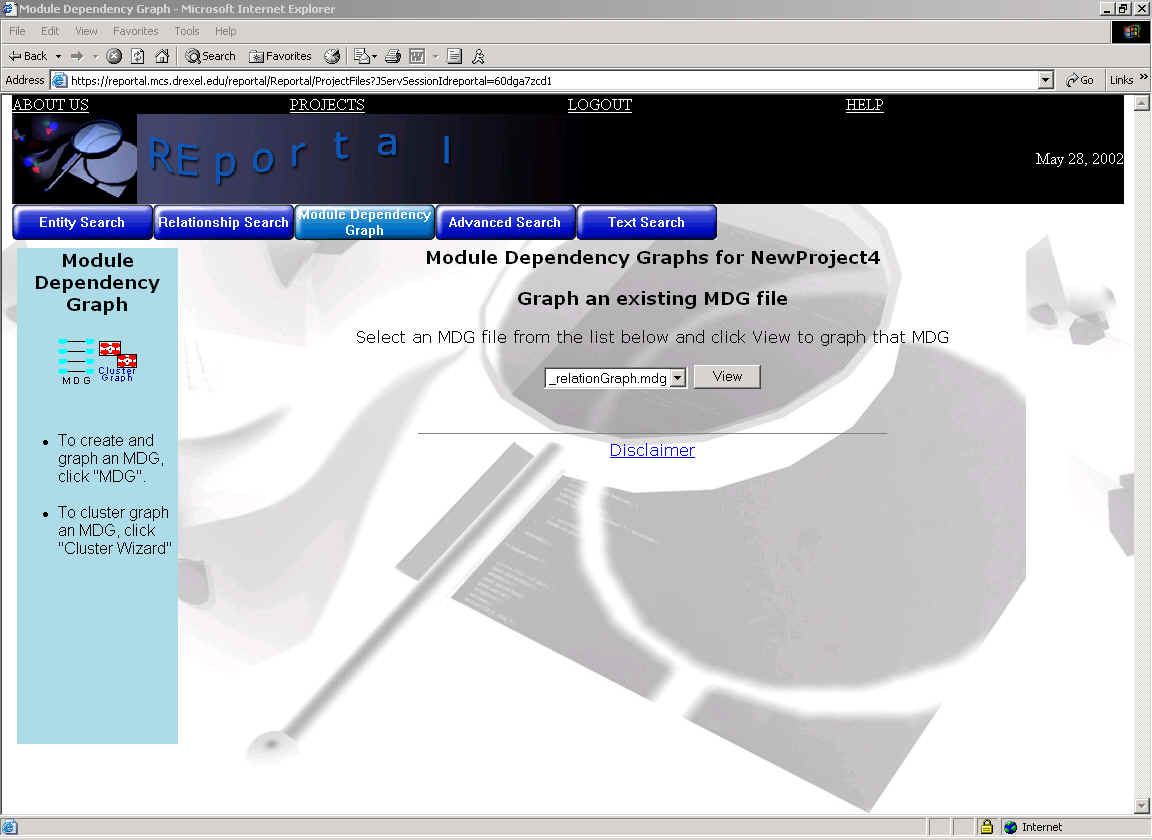 Module Dependency Graph - Microsoft Internet Explorer
File Edit View Favorites Tools Help
Back Search Favorites
Address https://reportal.mcs.drexel.edu/reportal/Reportal/ProjectFiles?JServSessionIdreportal=60dga7zcd1 Go Links »
ABOUT US PROJECTS LOGOUT HELP
REportal
May 28, 2002
Entity Search Relationship Search Module Dependency Graph Advanced Search Text Search
Module
Dependency
Graph
MDG
Cluster
Graph
To create and
graph an MDG,
click "MDG".
To cluster graph
an MDG, click
"Cluster Wizard"
Module Dependency Graphs for NewProject4
Graph an existing MDG file
Select an MDG file from the list below and click View to graph that MDG
_relationGraph.mdg View
Disclaimer
Internet